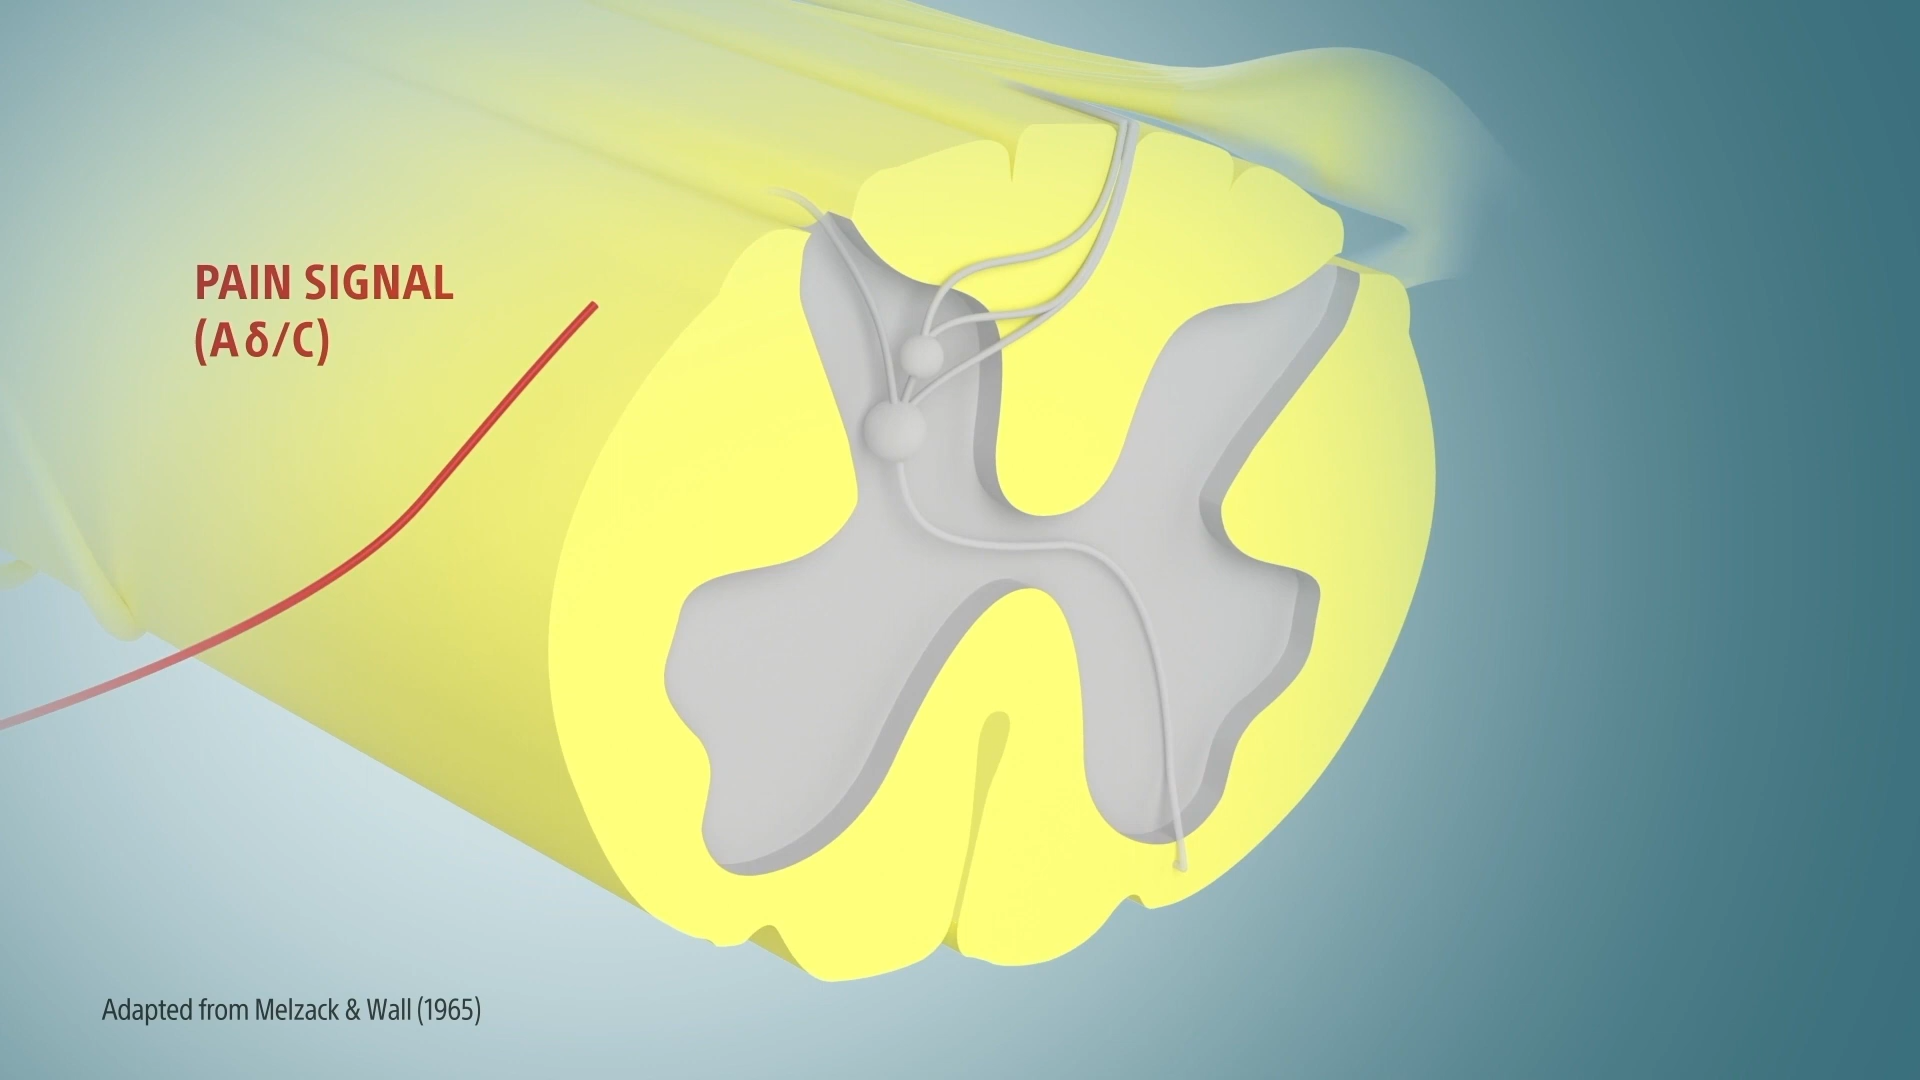 PAIN SIGNAL
(Aδ/C)
Adapted from Melzack & Wall (1965)